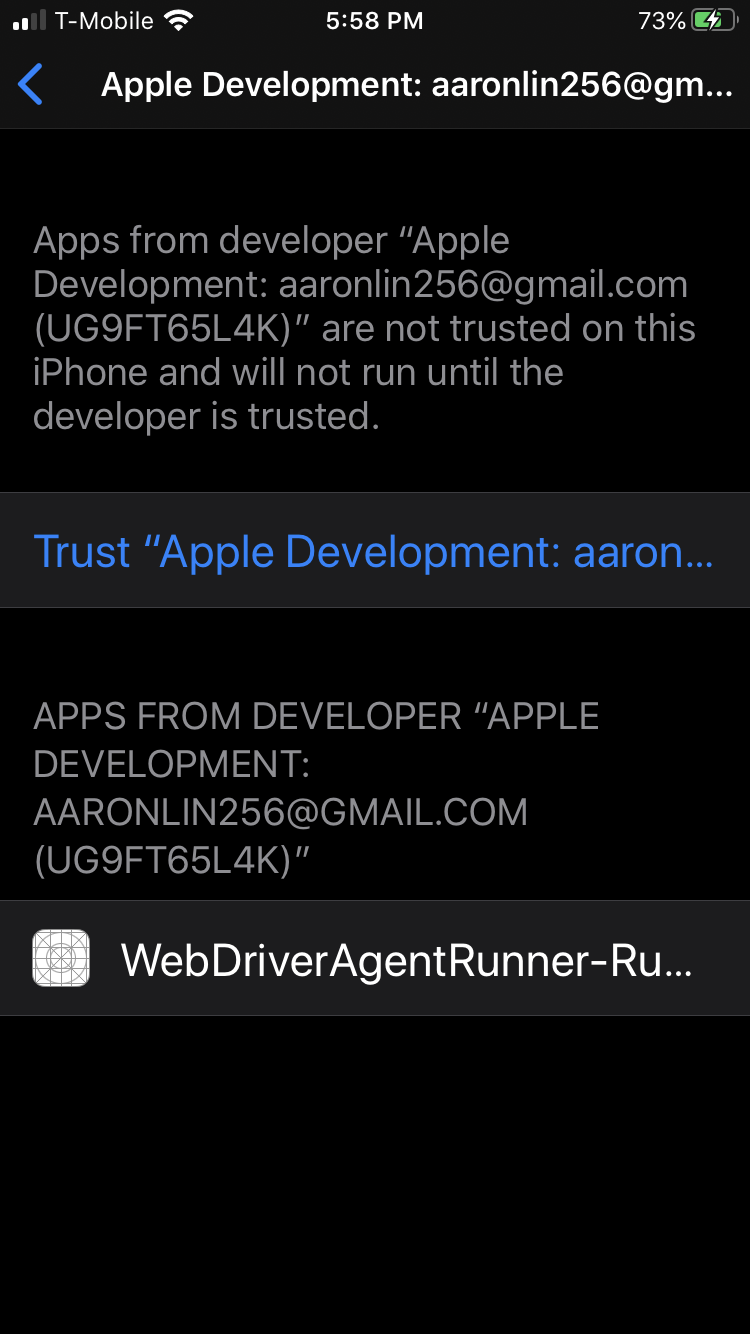 T-Mobile 5:58 PM 73%
Apple Development: aaronlin256@gm...
Apps from developer “Apple
Development: aaronlin256@gmail.com
(UG9FT65L4K)” are not trusted on this
iPhone and will not run until the
developer is trusted.
Trust “Apple Development: aaron...
APPS FROM DEVELOPER “APPLE
DEVELOPMENT:
AARONLIN256@GMAIL.COM
(UG9FT65L4K)”
WebDriverAgentRunner-Ru...